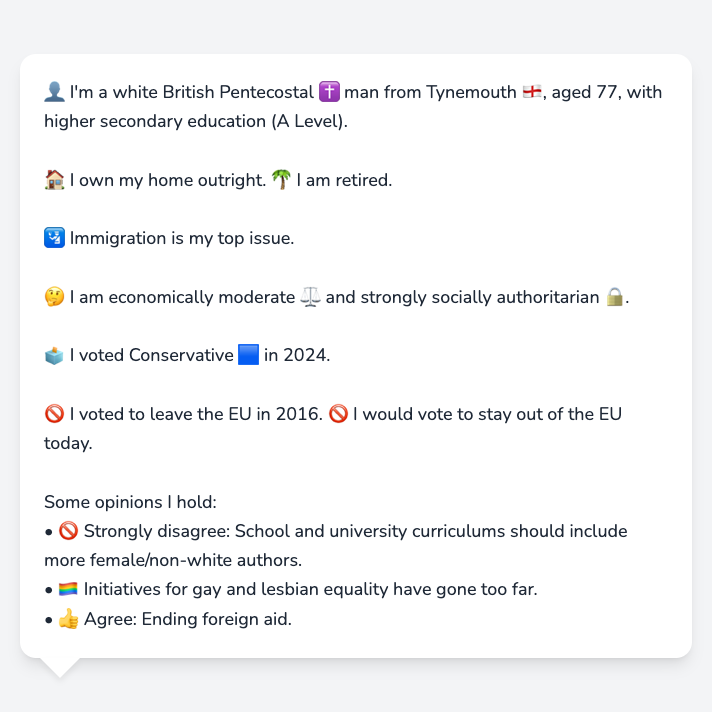 👤 I'm a white British Pentecostal ✝️ man from Tynemouth 🏴󠁧󠁢󠁥󠁮󠁧󠁿, aged 77, with
higher secondary education (A Level).
🏠 I own my home outright. 🌴 I am retired.
🛂 Immigration is my top issue.
🤔 I am economically moderate ⚖️ and strongly socially authoritarian 🔒.
🗳️ I voted Conservative 🟦 in 2024.
🚫 I voted to leave the EU in 2016. 🚫 I would vote to stay out of the EU
today.
Some opinions I hold:
• 🚫 Strongly disagree: School and university curriculums should include
more female/non-white authors.
• 🏳️‍🌈 Initiatives for gay and lesbian equality have gone too far.
• 👍 Agree: Ending foreign aid.